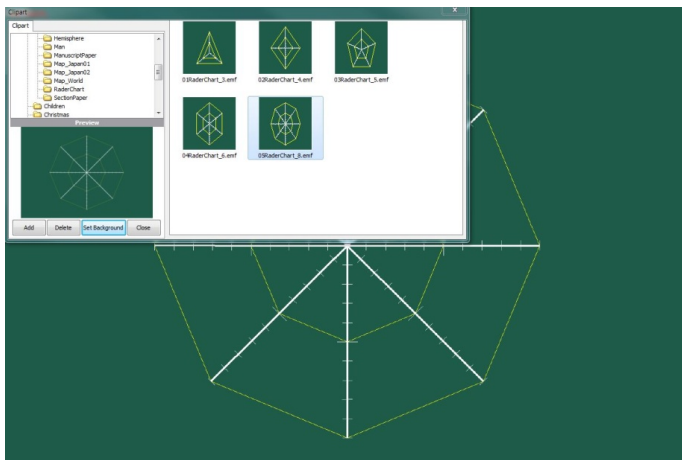 Clipart
Clipart
Hemisphere
Man
ManuscriptPaper
Map_Japan01
Map_Japan02
Map_World
RaderChart
SectionPaper
Children
Christmas
Preview
Add Delete Set Background Close
01RaderChart_3.emf 02RaderChart_4.emf 03RaderChart_5.emf
04RaderChart_6.emf 05RaderChart_8.emf